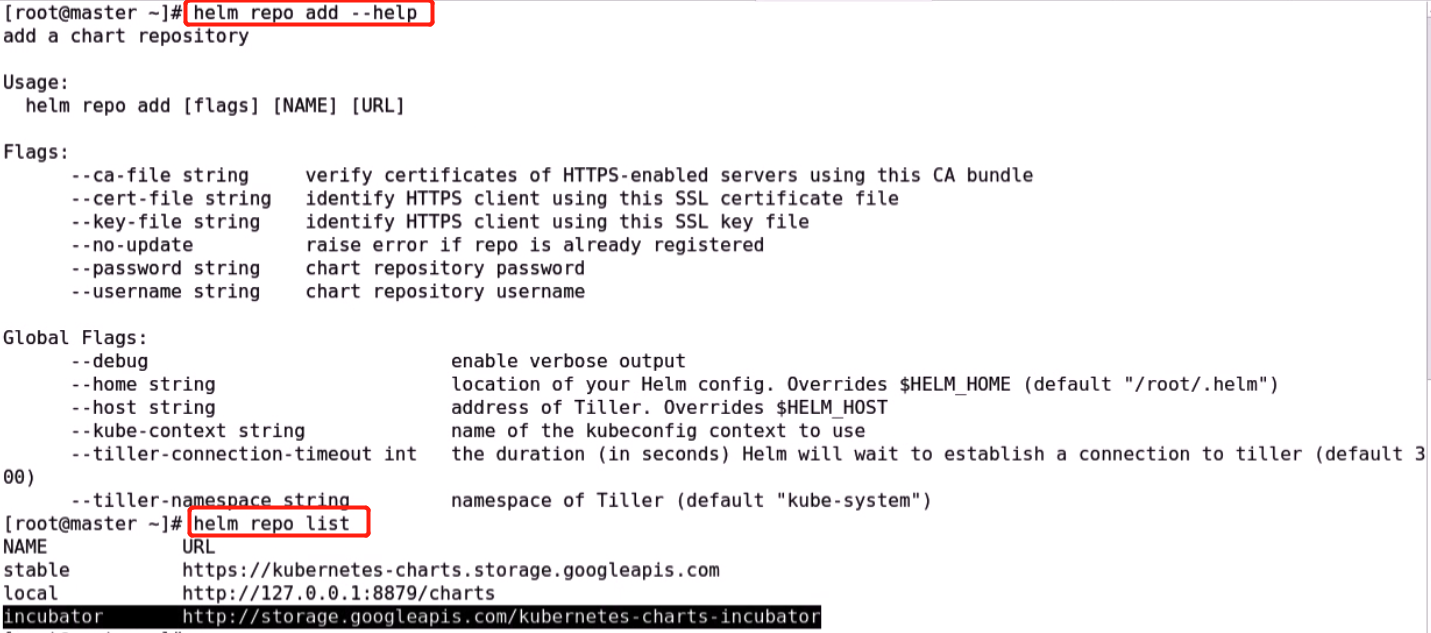 [root@master ~]# helm repo add --help
add a chart repository

Usage:
  helm repo add [flags] [NAME] [URL]

Flags:
      --ca-file string     verify certificates of HTTPS-enabled servers using this CA bundle
      --cert-file string   identify HTTPS client using this SSL certificate file
      --key-file string    identify HTTPS client using this SSL key file
      --no-update          raise error if repo is already registered
      --password string    chart repository password
      --username string    chart repository username

Global Flags:
      --debug                           enable verbose output
      --home string                     location of your Helm config. Overrides $HELM_HOME (default "/root/.helm")
      --host string                     address of Tiller. Overrides $HELM_HOST
      --kube-context string             name of the kubeconfig context to use
      --tiller-connection-timeout int   the duration (in seconds) Helm will wait to establish a connection to tiller (default 3
00)
      --tiller-namespace string         namespace of Tiller (default "kube-system")
[root@master ~]# helm repo list
NAME            URL
stable          https://kubernetes-charts.storage.googleapis.com
local           http://127.0.0.1:8879/charts
incubator       http://storage.googleapis.com/kubernetes-charts-incubator